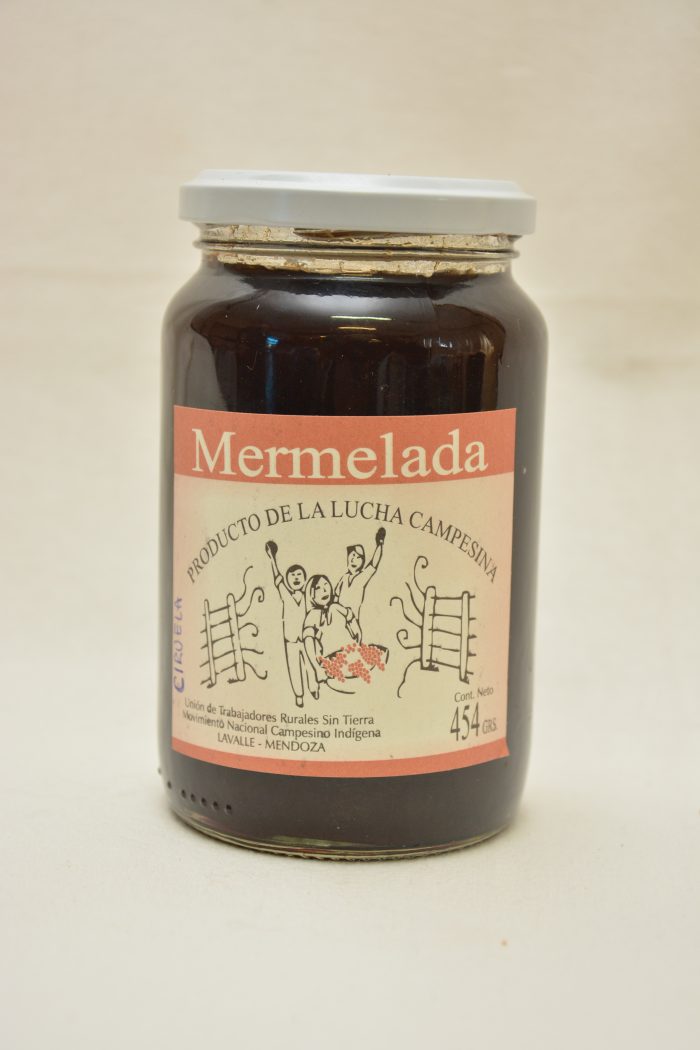 Mermelada
PRODUCTO DE LA LUCHA CAMPESINA
CIRUELA
Unión de Trabajadores Rurales Sin Tierra
Movimiento Nacional Campesino Indígena
LAVALLE - MENDOZA
Cont. Neto
454 GRS.